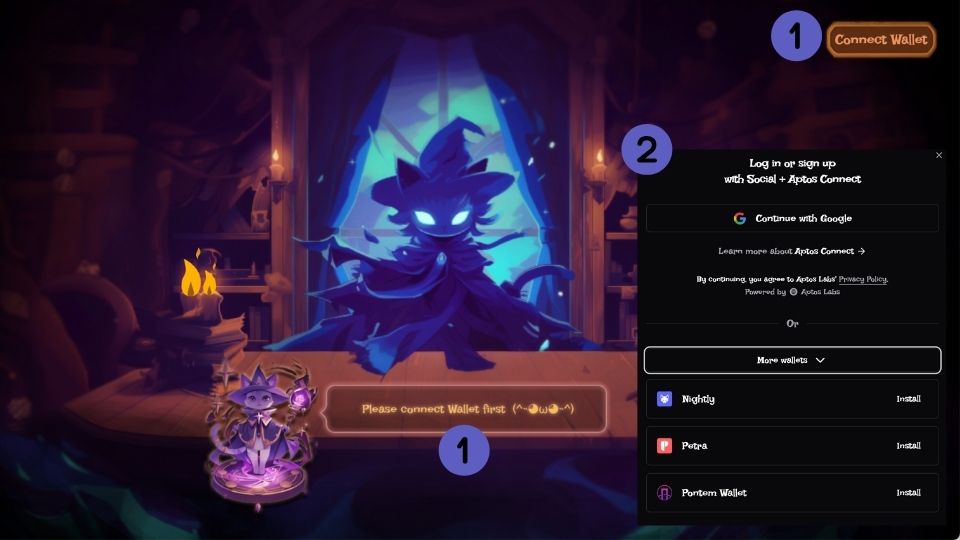 1
Connect Wallet
2
Log in or sign up
with Social + Aptos Connect
Continue with Google
Learn more about Aptos Connect →
By continuing, you agree to Aptos Labs' Privacy Policy.
Powered by Aptos Labs
Or
More wallets
Nightly Install
Petra Install
Pontem Wallet Install
Please connect Wallet first (^~◕ω◕~^)
1